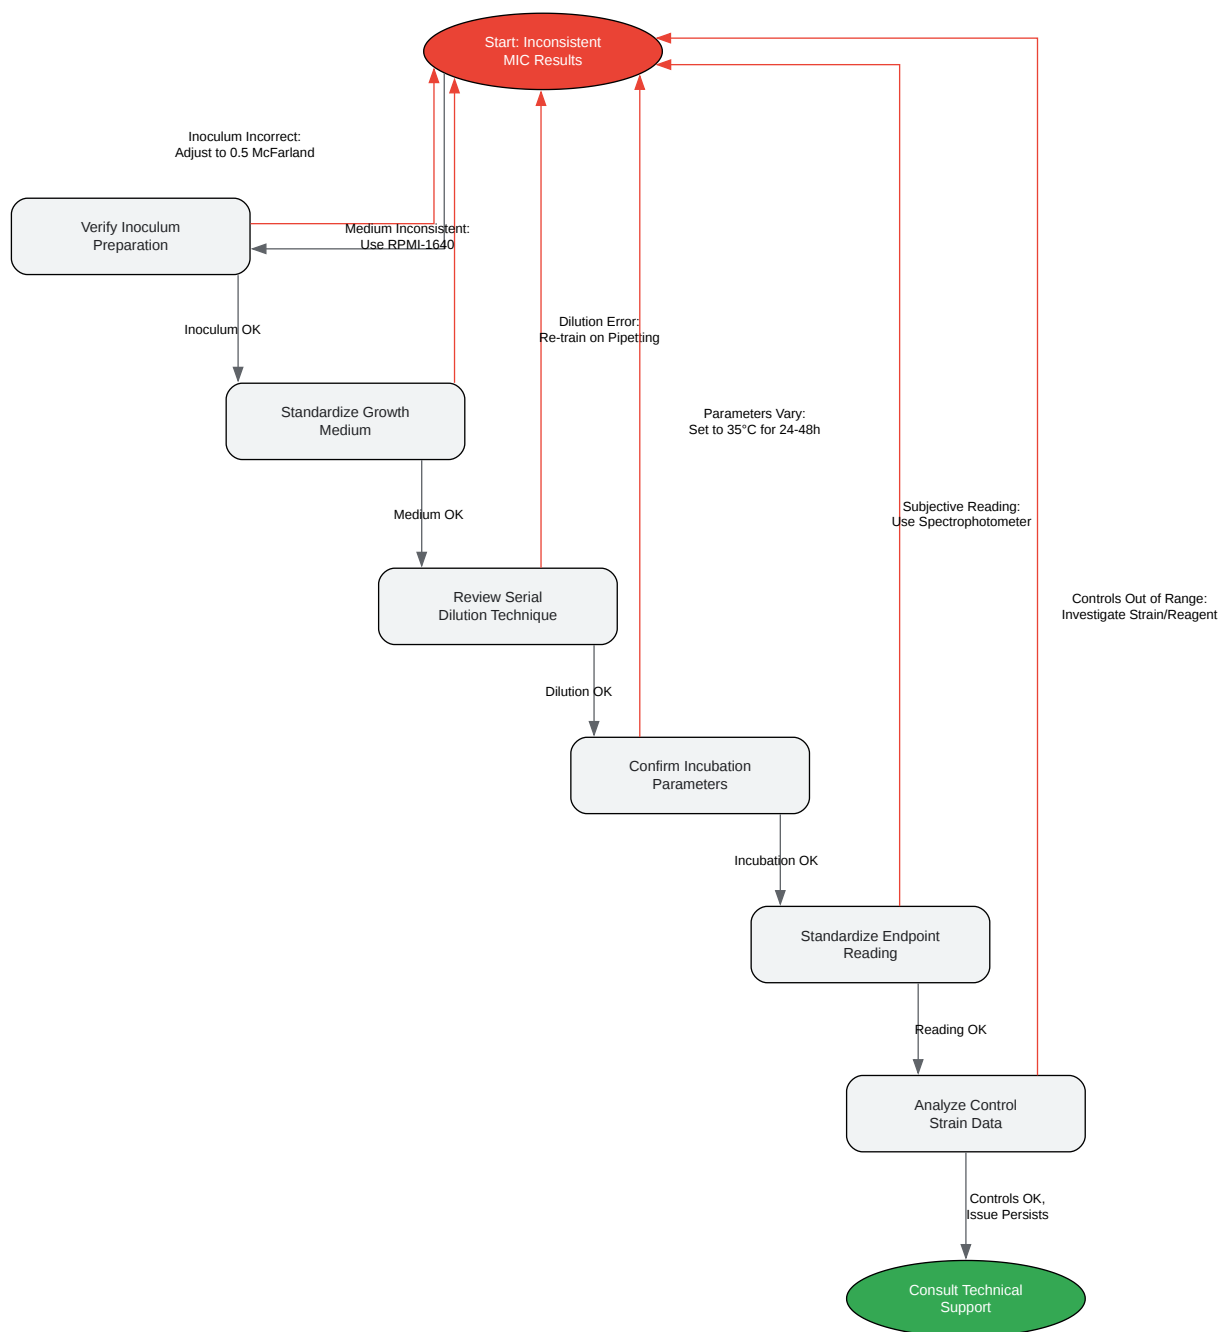 Start: Inconsistent
MIC Results
Inoculum Incorrect:
Adjust to 0.5 McFarland
Verify Inoculum
Preparation
Medium Inconsistent:
Use RPMI-1640
Inoculum OK
Dilution Error:
Re-train on Pipetting
Standardize Growth
Medium
Parameters Vary:
Set to 35°C for 24-48h
Medium OK
Subjective Reading:
Use Spectrophotometer
Review Serial
Dilution Technique
Controls Out of Range:
Investigate Strain/Reagent
Dilution OK
Confirm Incubation
Parameters
Incubation OK
Standardize Endpoint
Reading
Reading OK
Analyze Control
Strain Data
Controls OK,
Issue Persists
Consult Technical
Support